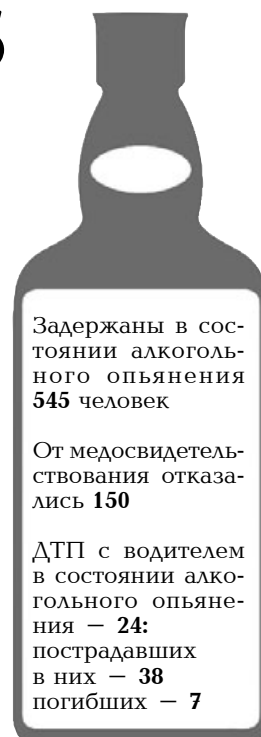 Задержаны в сос-
тоянии алкоголь-
ного опьянения
545 человек
От медосвидетель-
ствования отказа-
лись 150
ДТП с водителем
в состоянии алко-
гольного опьяне-
ния — 24:
пострадавших
в них — 38
погибших — 7